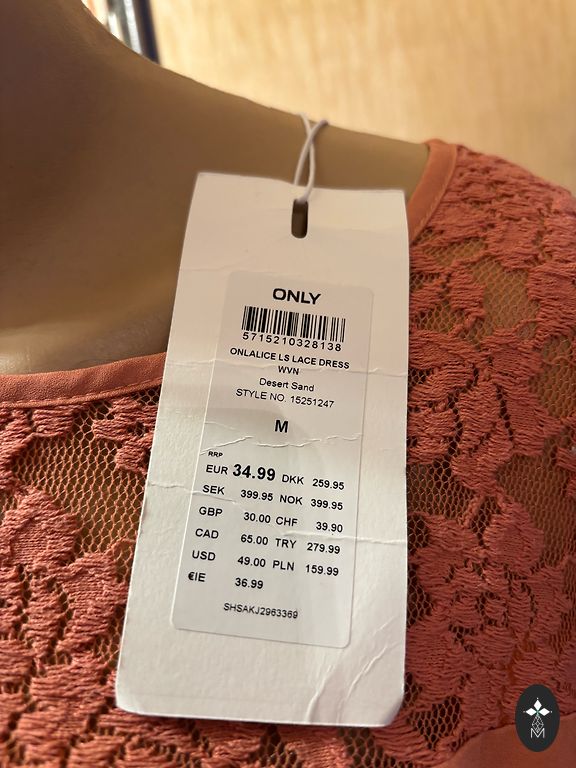 ONLY
5715210328138
ONLALICE LS LACE DRESS
WVN
Desert Sand
STYLE NO. 15251247
M
RRP
EUR 34.99 DKK 259.95
SEK 399.95 NOK 399.95
GBP 30.00 CHF 39.90
CAD 65.00 TRY 279.99
USD 49.00 PLN 159.99
€IE 36.99
SHSAKJ2963369
M